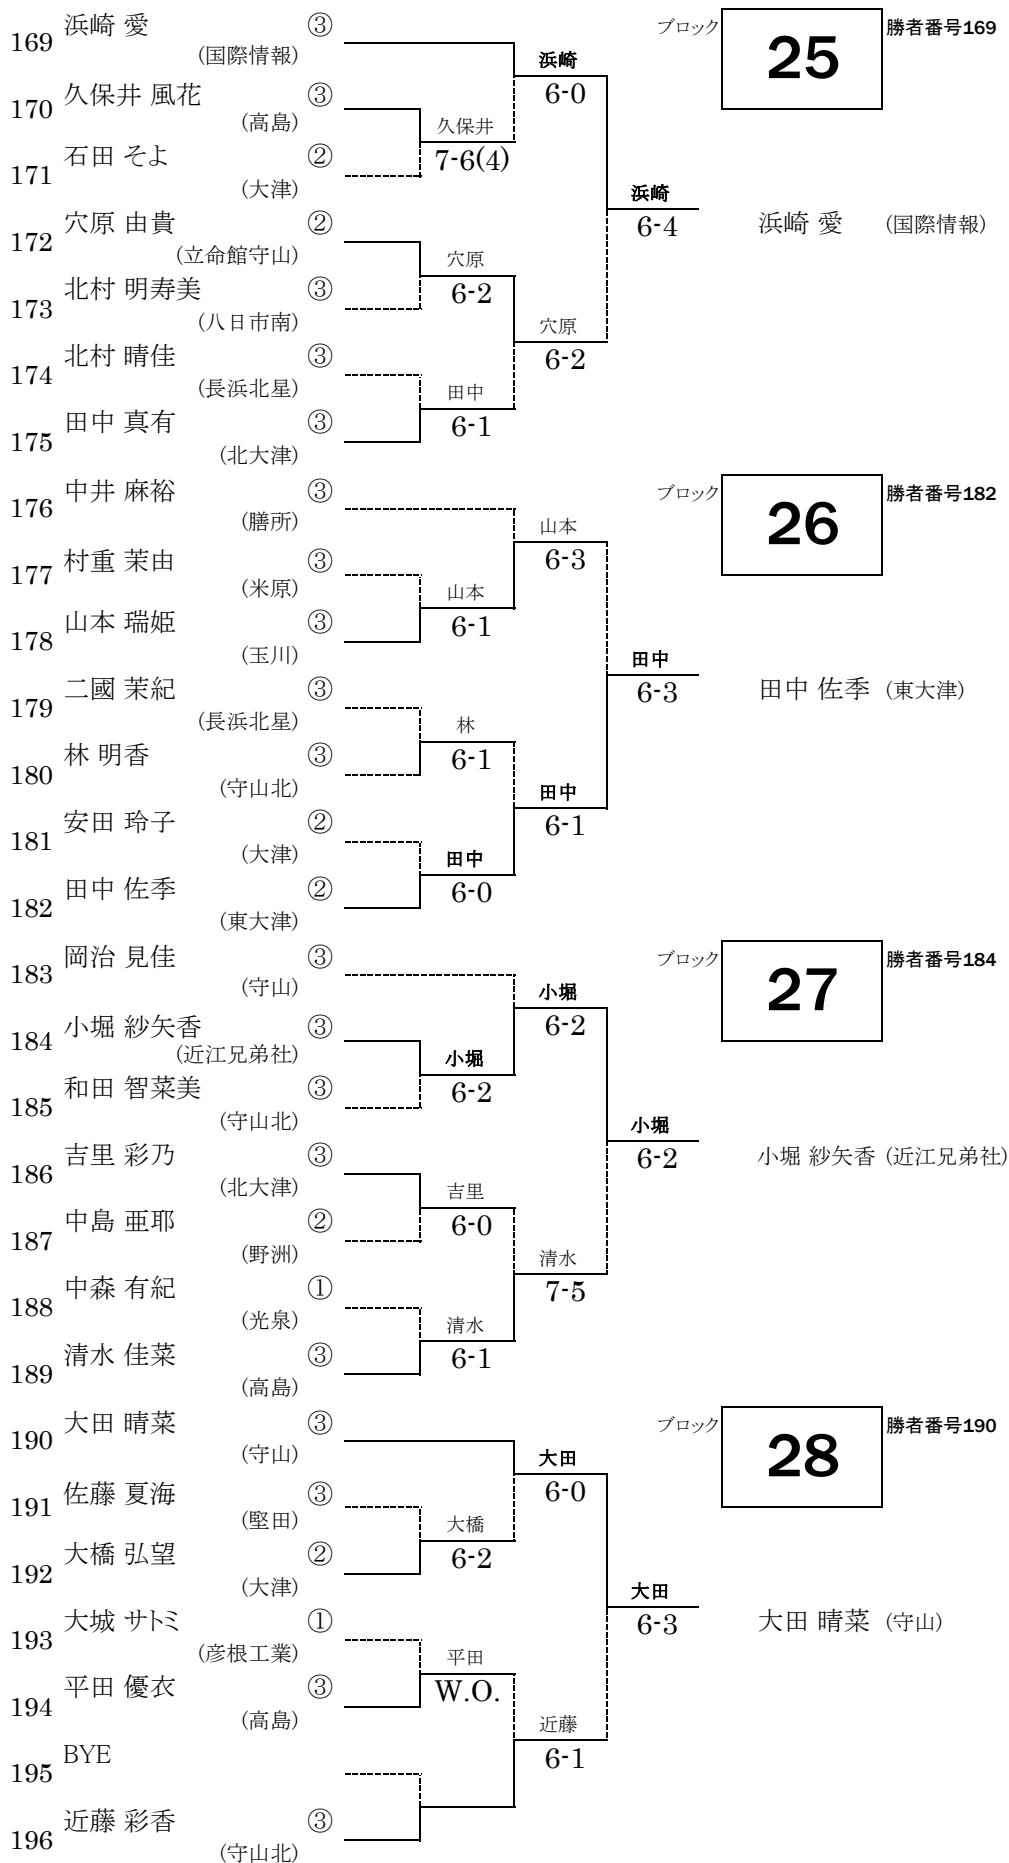 169 浜崎 愛 ③
(国際情報)
170 久保井 風花 ③
(高島)
171 石田 そよ ②
(大津)
172 穴原 由貴 ②
(立命館守山)
173 北村 明寿美 ③
(八日市南)
174 北村 晴佳 ③
(長浜北星)
175 田中 真有 ③
(北大津)
久保井
7-6(4)
穴原
6-2
田中
6-1
浜崎
6-0
穴原
6-2
浜崎
6-4
ブロック 25 勝者番号169
浜崎 愛 (国際情報)
176 中井 麻裕 ③
(膳所)
177 村重 茉由 ③
(米原)
178 山本 瑞姫 ③
(玉川)
179 二國 茉紀 ③
(長浜北星)
180 林 明香 ③
(守山北)
181 安田 玲子 ②
(大津)
182 田中 佐季 ②
(東大津)
山本
6-1
林
6-1
田中
6-0
山本
6-3
田中
6-1
田中
6-3
ブロック 26 勝者番号182
田中 佐季 (東大津)
183 岡治 見佳 ③
(守山)
184 小堀 紗矢香 ③
(近江兄弟社)
185 和田 智菜美 ③
(守山北)
186 吉里 彩乃 ③
(北大津)
187 中島 亜耶 ②
(野洲)
188 中森 有紀 ①
(光泉)
189 清水 佳菜 ③
(高島)
小堀
6-2
吉里
6-0
清水
6-1
小堀
6-2
清水
7-5
小堀
6-2
ブロック 27 勝者番号184
小堀 紗矢香 (近江兄弟社)
190 大田 晴菜 ③
(守山)
191 佐藤 夏海 ③
(堅田)
192 大橋 弘望 ②
(大津)
193 大城 サトミ ①
(彦根工業)
194 平田 優衣 ③
(高島)
195 BYE
196 近藤 彩香 ③
(守山北)
大橋
6-2
平田
W.O.
大田
6-0
近藤
6-1
大田
6-3
ブロック 28 勝者番号190
大田 晴菜 (守山)